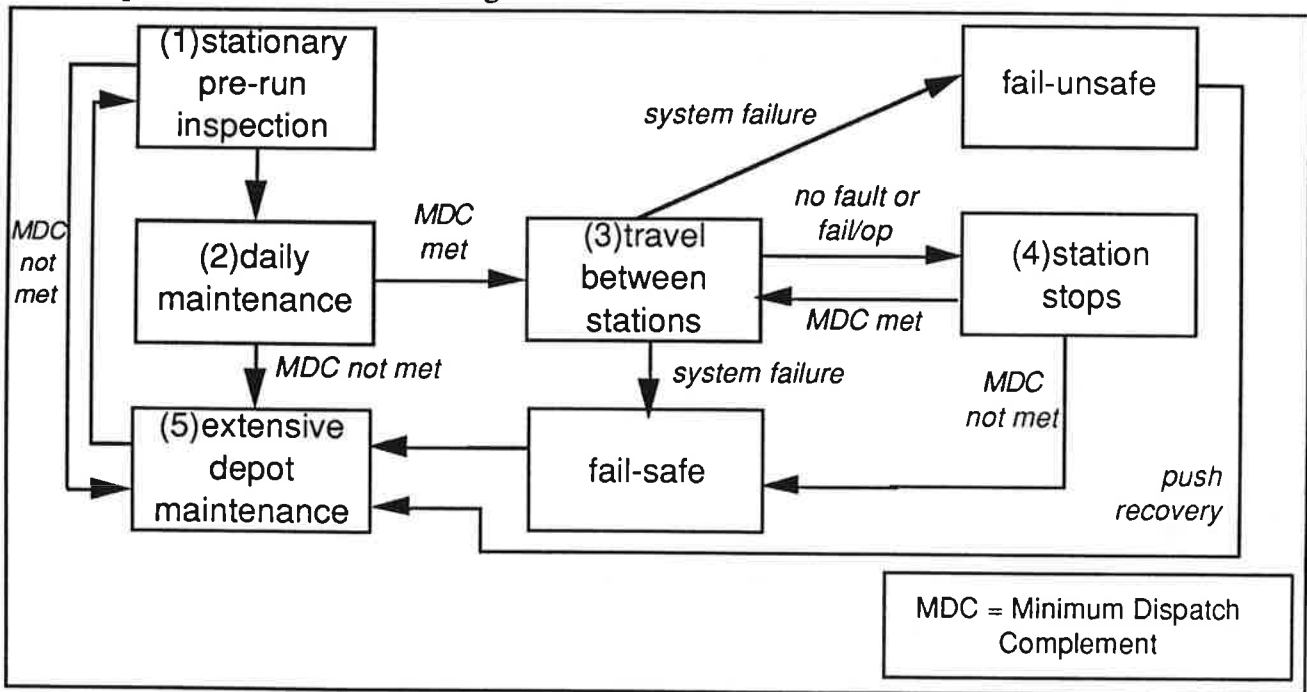 (1)stationary
pre-run
inspection
fail-unsafe
system failure
no fault or
fail/op
MDC
not
met
(2)daily
maintenance
MDC
met
(3)travel
between
stations
(4)station
stops
MDC met
MDC not met
system failure
MDC
not met
(5)extensive
depot
maintenance
fail-safe
push
recovery
MDC = Minimum Dispatch
Complement